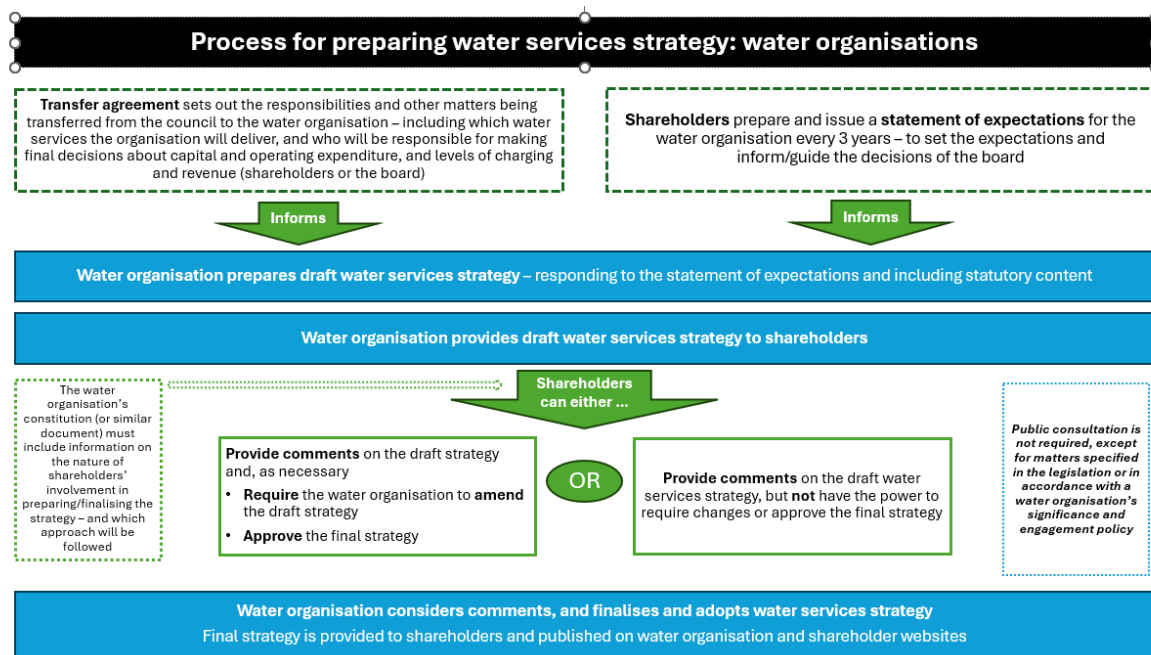 Process for preparing water services strategy: water organisations
Transfer agreement sets out the responsibilities and other matters being
transferred from the council to the water organisation – including which water
services the organisation will deliver, and who will be responsible for making
final decisions about capital and operating expenditure, and levels of charging
and revenue (shareholders or the board)
Shareholders prepare and issue a statement of expectations for the
water organisation every 3 years – to set the expectations and
inform/guide the decisions of the board
Informs
Informs
Water organisation prepares draft water services strategy – responding to the statement of expectations and including statutory content
Water organisation provides draft water services strategy to shareholders
The water
organisation's
constitution (or similar
document) must
include information on
the nature of
shareholders'
involvement in
preparing/finalising the
strategy – and which
approach will be
followed
Shareholders
can either ...
Provide comments on the draft strategy
and, as necessary
• Require the water organisation to amend
the draft strategy
• Approve the final strategy
OR
Provide comments on the draft water
services strategy, but not have the power to
require changes or approve the final strategy
Public consultation is
not required, except
for matters specified
in the legislation or in
accordance with a
water organisation's
significance and
engagement policy
Water organisation considers comments, and finalises and adopts water services strategy
Final strategy is provided to shareholders and published on water organisation and shareholder websites